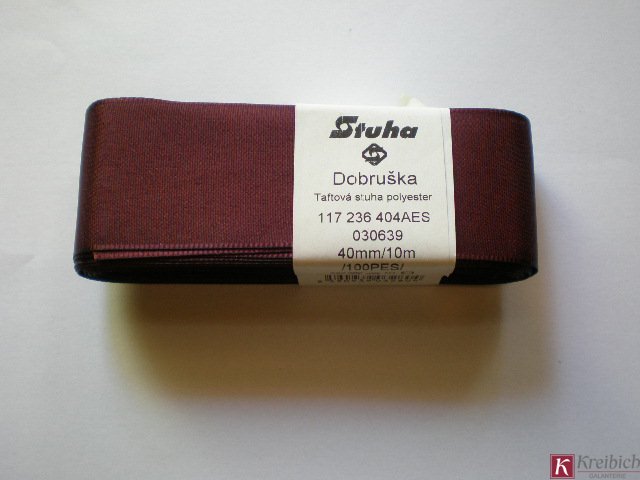 Stuha
Dobruška
Taftová stuha polyester
117 236 404AES
030639
40mm/10m
/100PES/
K Kreibich
GALANTERIE